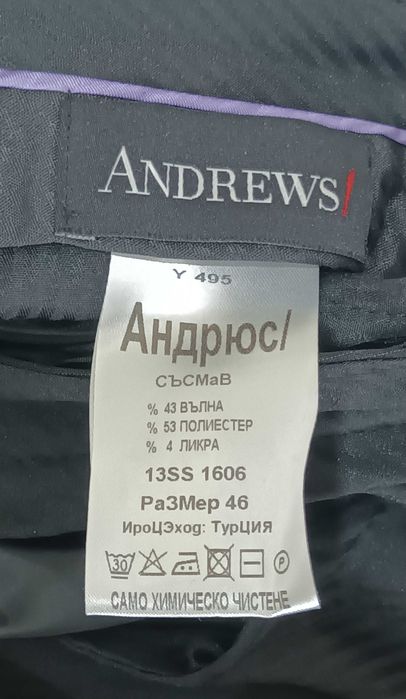 ANDREWS/
Y 495
Андрюс/
СЪСМаВ
% 43 ВЪЛНА
% 53 ПОЛИЕСТЕР
% 4 ЛИКРА
13SS 1606
РаЗМер 46
ИроЦЭход: ТурЦИЯ
30 P
САМО ХИМИЧЕСКО ЧИСТЕНЕ